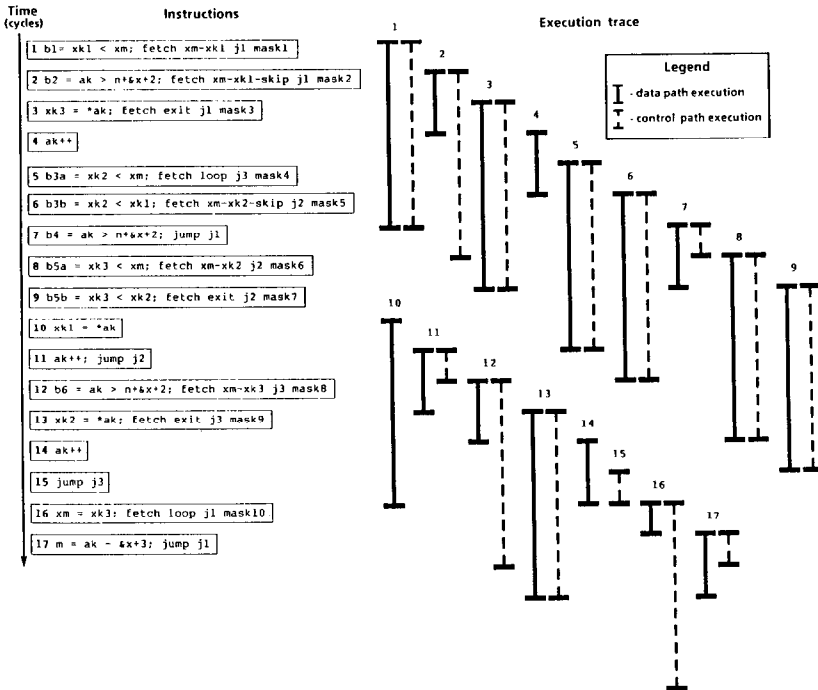 Time
(cycles)
Instructions
1 b1= xk1 < xm; fetch xm-xk1 j1 mask1
2 b2 = ak > n+&x+2; fetch xm-xk1-skip j1 mask2
3 xk3 = *ak; fetch exit j1 mask3
4 ak++
5 b3a = xk2 < xm; fetch loop j3 mask4
6 b3b = xk2 < xk1; fetch xm-xk2-skip j2 mask5
7 b4 = ak > n+&x+2; jump j1
8 b5a = xk3 < xm; fetch xm-xk2 j2 mask6
9 b5b = xk3 < xk2; fetch exit j2 mask7
10 xk1 = *ak
11 ak++; jump j2
12 b6 = ak > n+&x+2; fetch xm-xk3 j3 mask8
13 xk2 = *ak; fetch exit j3 mask9
14 ak++
15 jump j3
16 xm = xk3; fetch loop j1 mask10
17 m = ak - &x+3; jump j1
Execution trace
Legend
- data path execution
- control path execution
1
2
3
4
5
6
7
8
9
10
11
12
13
14
15
16
17